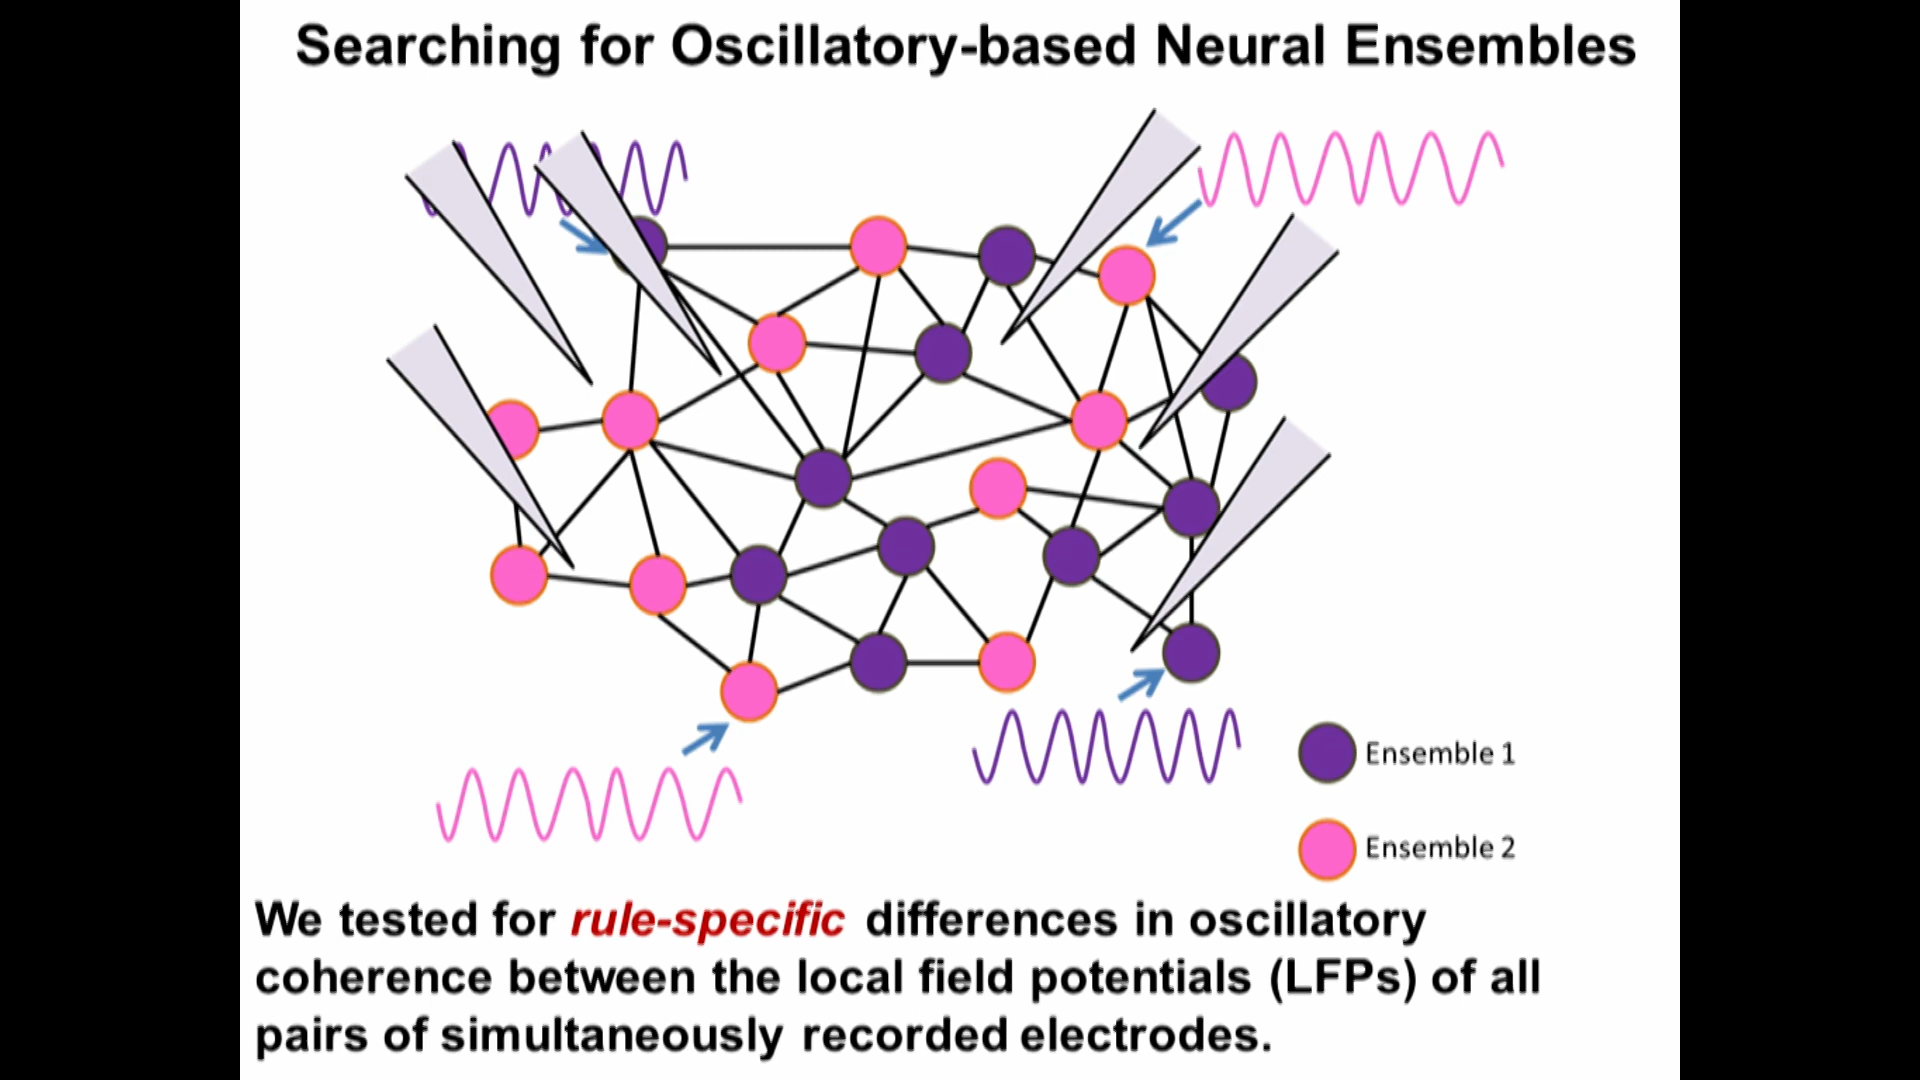 Searching for Oscillatory-based Neural Ensembles
Ensemble 1
Ensemble 2
We tested for rule-specific differences in oscillatory
coherence between the local field potentials (LFPs) of all
pairs of simultaneously recorded electrodes.